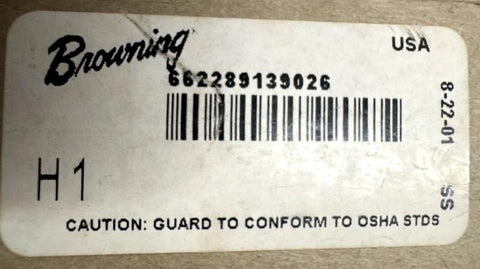 Browning
USA
662289139026
8-22-01 SS
H1
CAUTION: GUARD TO CONFORM TO OSHA STDS